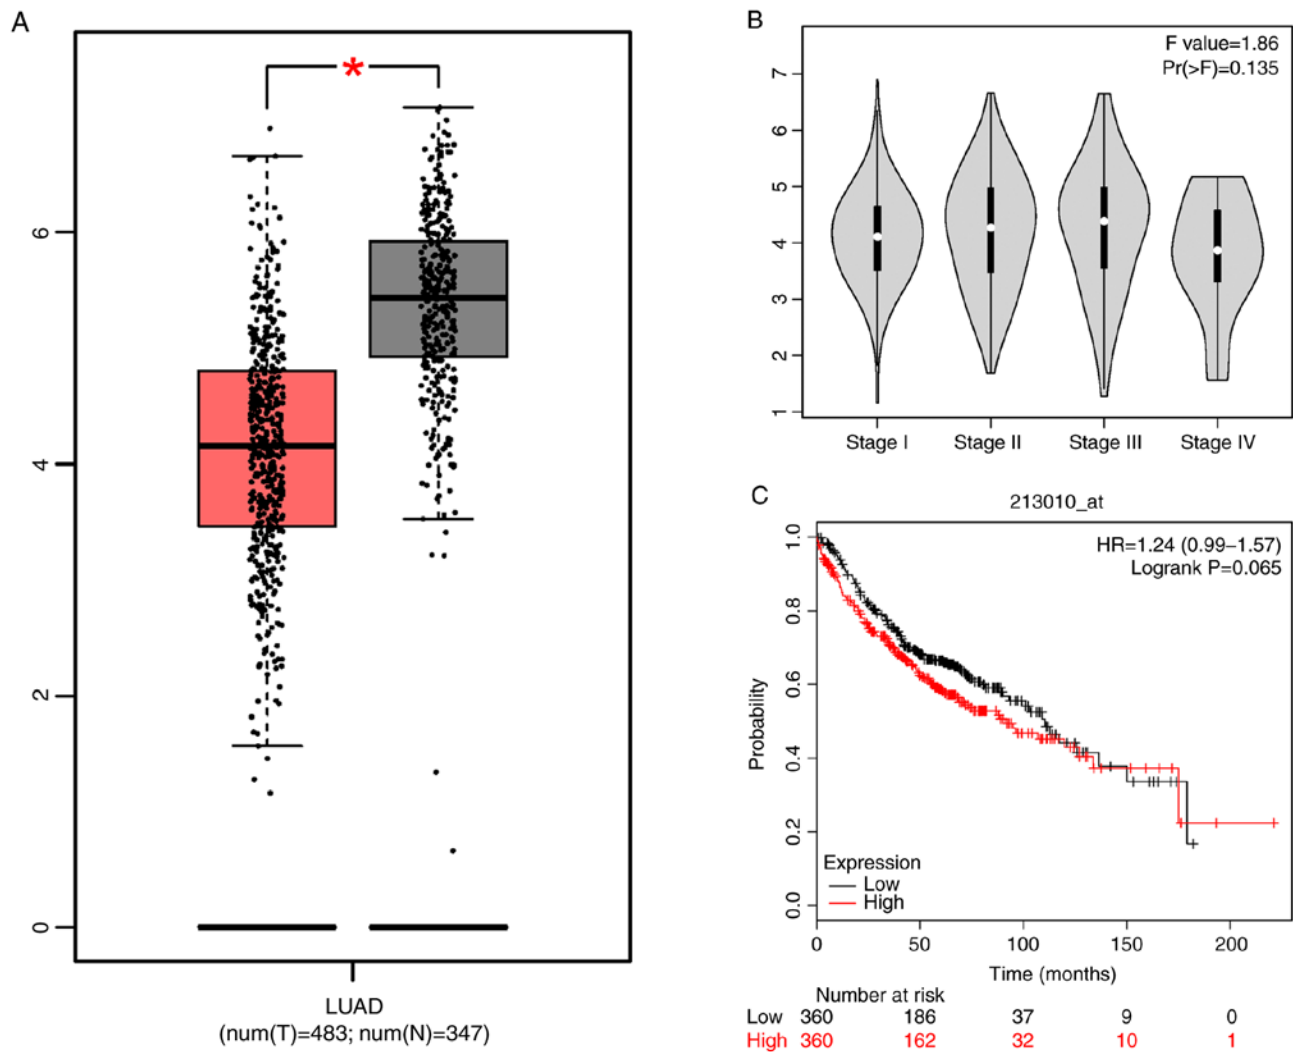 A
*
6
4
2
0
LUAD
(num(T)=483; num(N)=347)
B
F value=1.86
Pr(>F)=0.135
7
6
5
4
3
2
1
Stage I Stage II Stage III Stage IV
C
213010_at
HR=1.24 (0.99–1.57)
Logrank P=0.065
Probability
1.0
0.8
0.6
0.4
0.2
0.0
Expression
Low
High
0 50 100 150 200
Time (months)
Number at risk
Low 360 186 37 9 0
High 360 162 32 10 1